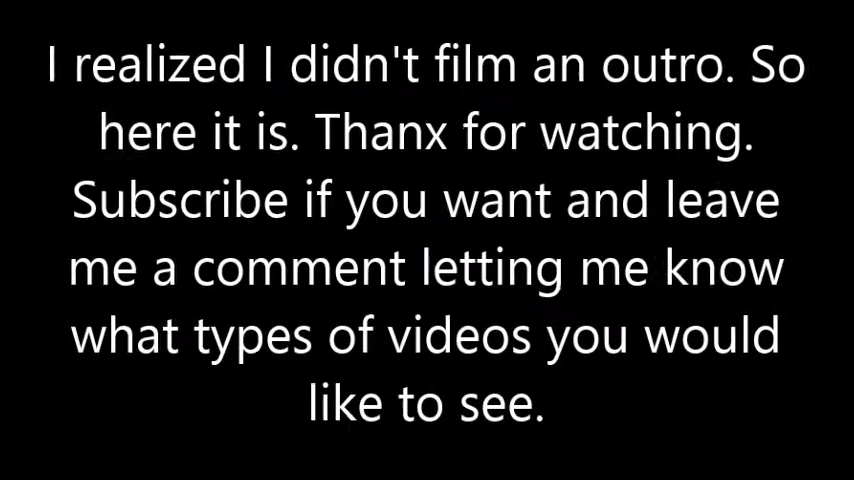 I realized I didn't film an outro. So
here it is. Thanx for watching.
Subscribe if you want and leave
me a comment letting me know
what types of videos you would
like to see.